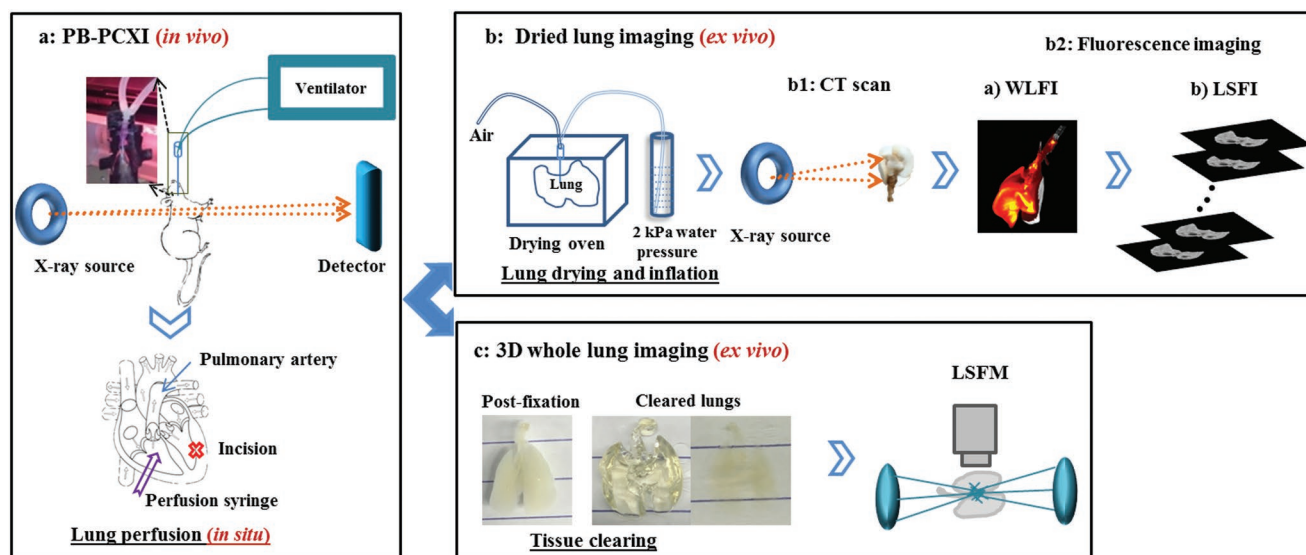 a: PB-PCXI (in vivo)
Ventilator
X-ray source
Detector
Pulmonary artery
Incision
Perfusion syringe
Lung perfusion (in situ)
b: Dried lung imaging (ex vivo)
b2: Fluorescence imaging
b1: CT scan
a) WLFI
b) LSFI
Air
Lung
Drying oven
2 kPa water
pressure
X-ray source
Lung drying and inflation
c: 3D whole lung imaging (ex vivo)
LSFM
Post-fixation
Cleared lungs
Tissue clearing